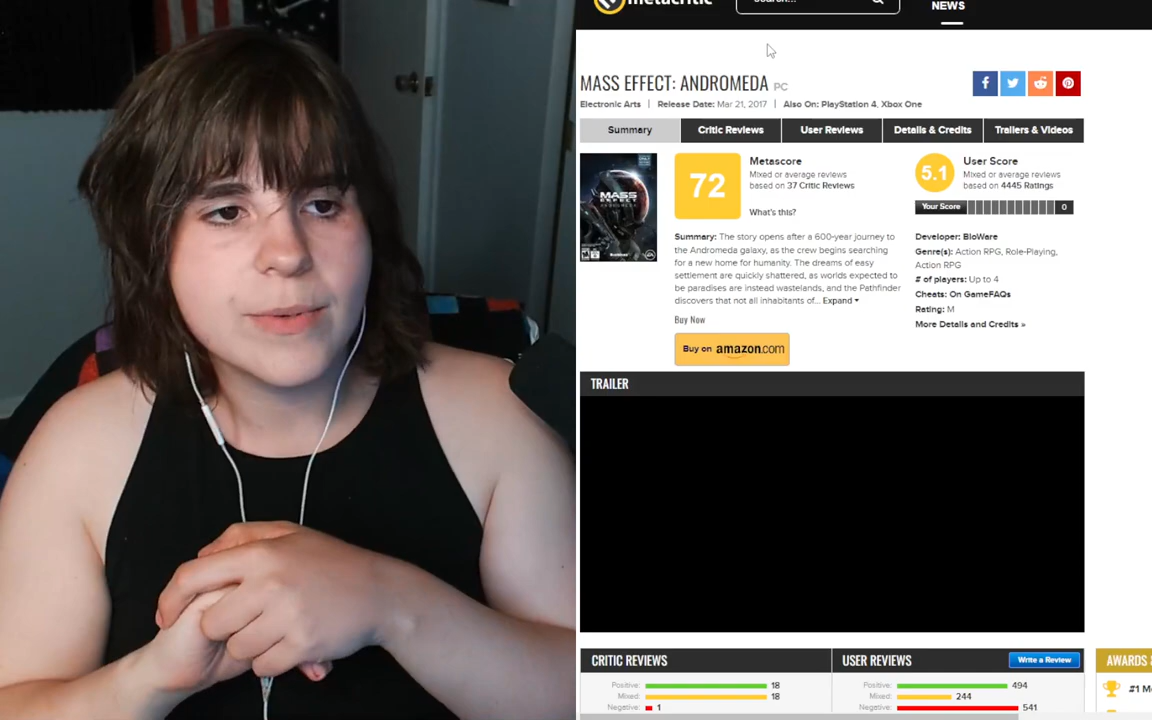 metacritic
Search...
NEWS
MASS EFFECT: ANDROMEDA PC
Electronic Arts | Release Date: Mar 21, 2017 | Also On: PlayStation 4, Xbox One
Summary
Critic Reviews
User Reviews
Details & Credits
Trailers & Videos
MASS EFFECT
72
Metascore
Mixed or average reviews
based on 37 Critic Reviews
What's this?
Summary: The story opens after a 600-year journey to
the Andromeda galaxy, as the crew begins searching
for a new home for humanity. The dreams of easy
settlement are quickly shattered, as worlds expected to
be paradises are instead wastelands, and the Pathfinder
discovers that not all inhabitants of... Expand
Buy Now
Buy on amazon.com
5.1
User Score
Mixed or average reviews
based on 4445 Ratings
Your Score 0
Developer: BioWare
Genre(s): Action RPG, Role-Playing,
Action RPG
# of players: Up to 4
Cheats: On GameFAQs
Rating: M
More Details and Credits »
TRAILER
CRITIC REVIEWS
Positive: 18
Mixed: 18
Negative: 1
USER REVIEWS
Write a Review
Positive: 494
Mixed: 244
Negative: 541
AWARDS &
#1 Mo